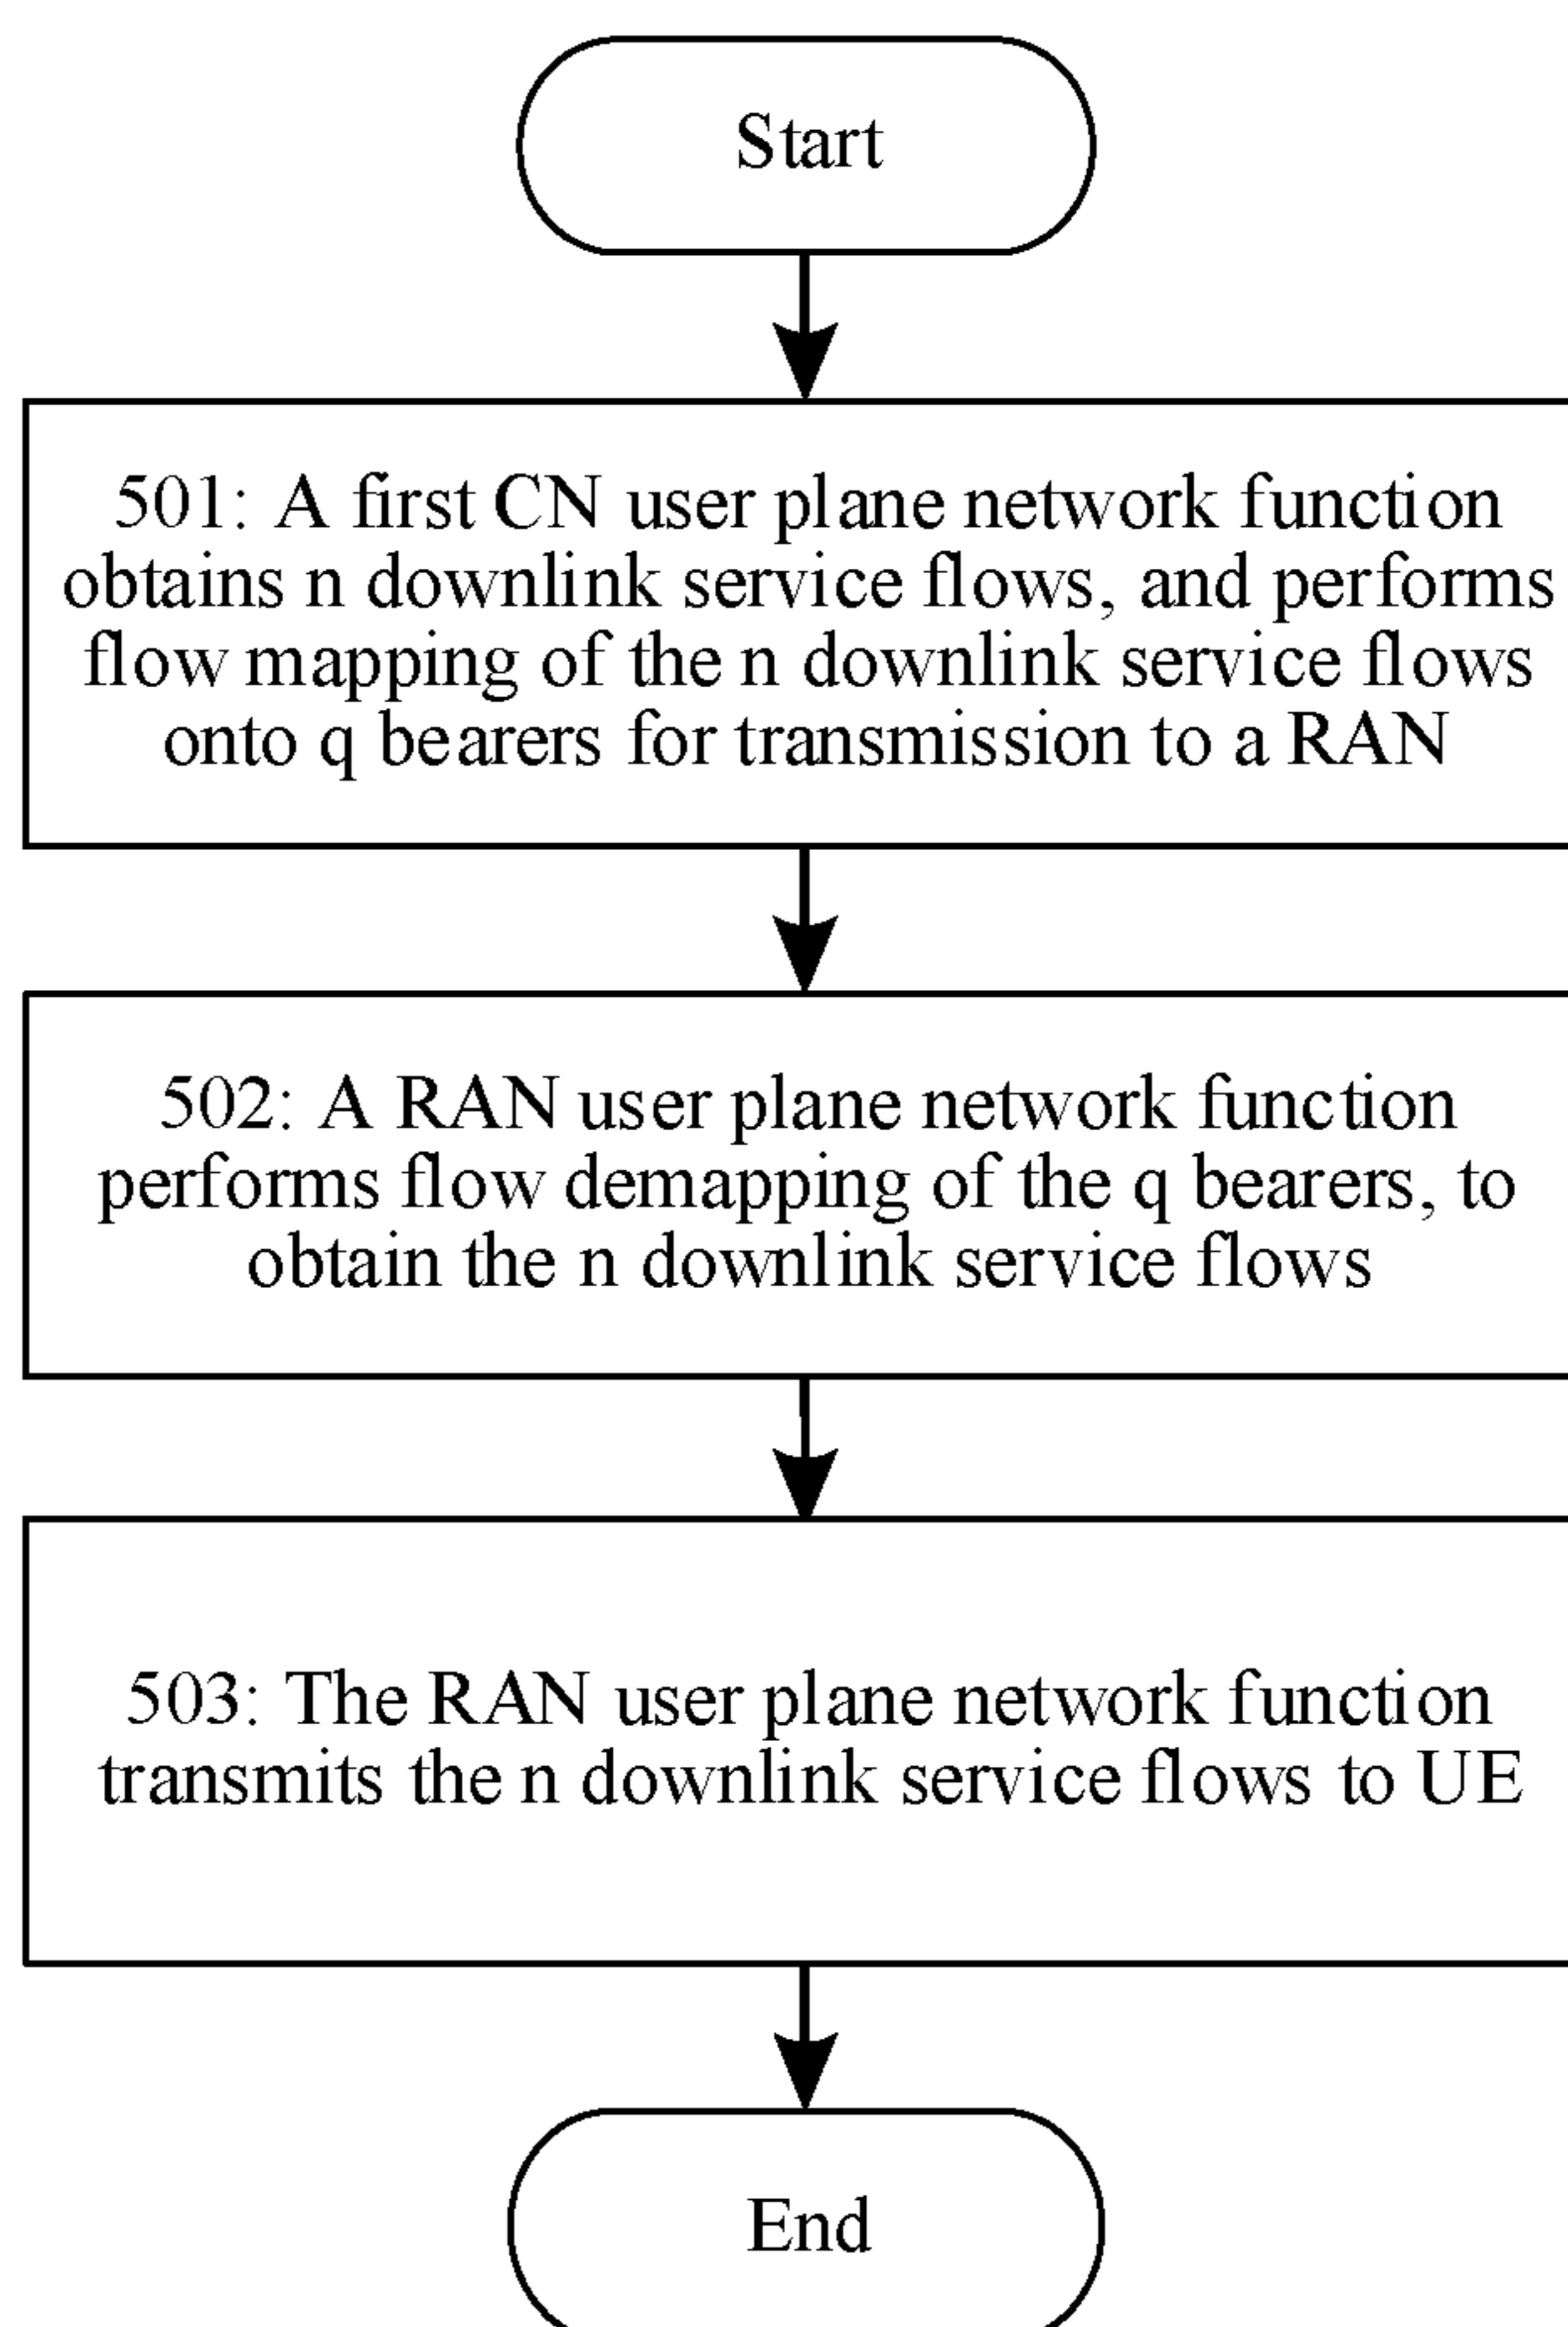 Start
501: A first CN user plane network function
obtains n downlink service flows, and performs
flow mapping of the n downlink service flows
onto q bearers for transmission to a RAN
502: A RAN user plane network function
performs flow demapping of the q bearers, to
obtain the n downlink service flows
503: The RAN user plane network function
transmits the n downlink service flows to UE
End